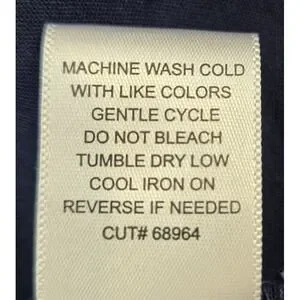 MACHINE WASH COLD
WITH LIKE COLORS
GENTLE CYCLE
DO NOT BLEACH
TUMBLE DRY LOW
COOL IRON ON
REVERSE IF NEEDED
CUT# 68964